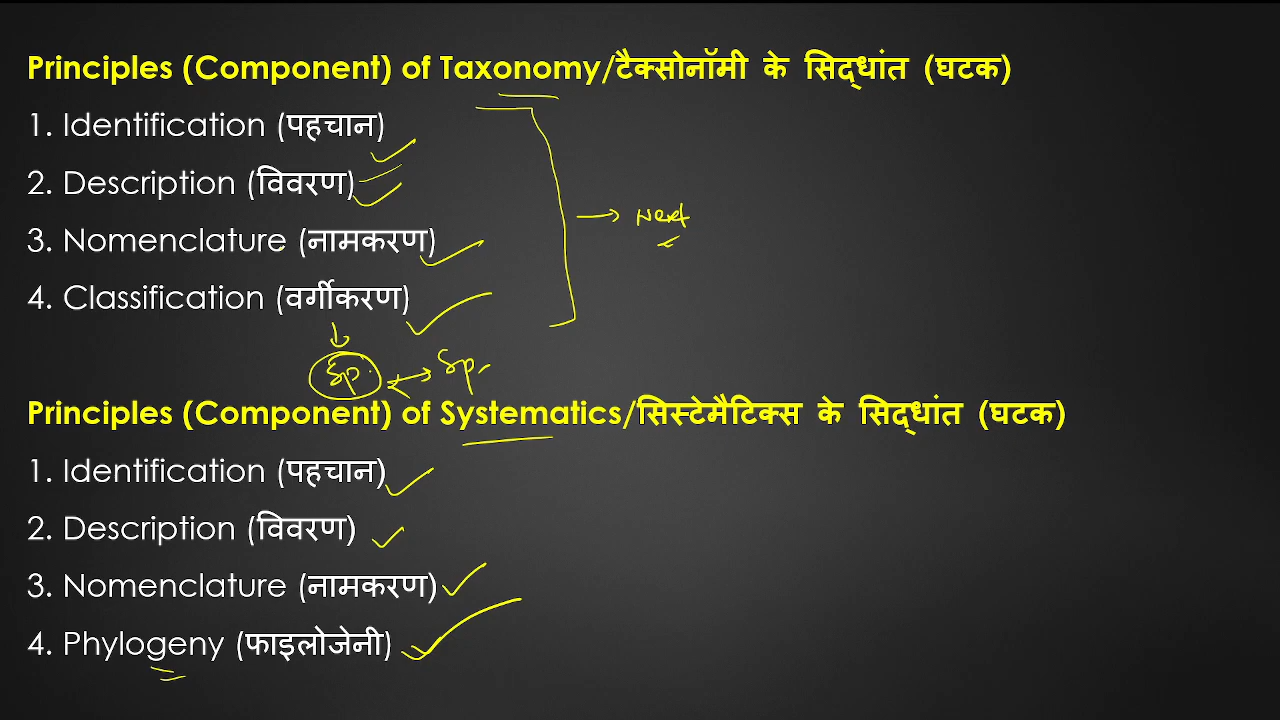 Principles (Component) of Taxonomy/टैक्सोनॉमी के सिद्धांत (घटक)
1. Identification (पहचान)
2. Description (विवरण)
3. Nomenclature (नामकरण)
→ Next
4. Classification (वर्गीकरण)
Sp. Sp.
Principles (Component) of Systematics/सिस्टेमैटिक्स के सिद्धांत (घटक)
1. Identification (पहचान)
2. Description (विवरण)
3. Nomenclature (नामकरण)
4. Phylogeny (फाइलोजेनी)